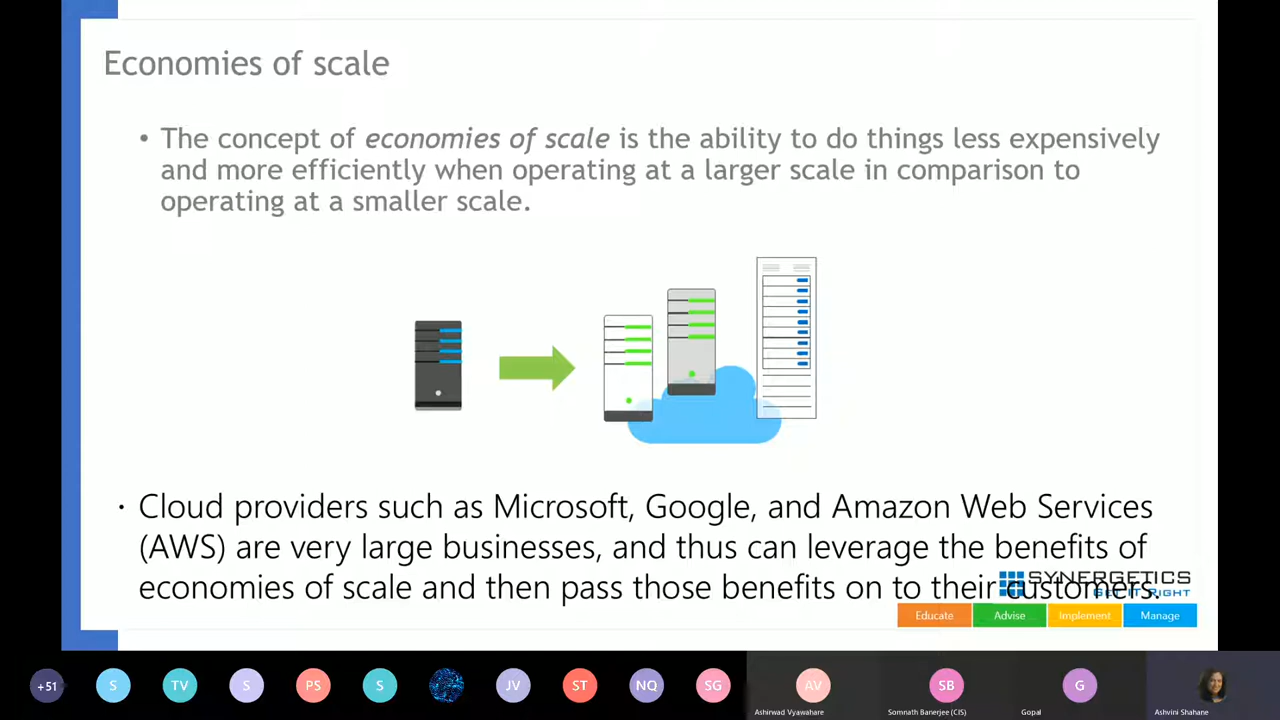 Economies of scale
• The concept of economies of scale is the ability to do things less expensively
and more efficiently when operating at a larger scale in comparison to
operating at a smaller scale.
• Cloud providers such as Microsoft, Google, and Amazon Web Services
(AWS) are very large businesses, and thus can leverage the benefits of
economies of scale and then pass those benefits on to their customers.
SYNERGETICS
GET IT RIGHT
Educate Advise Implement Manage
+51 S TV S PS S JV ST NQ SG AV SB G
Ashirwad Vyawahare Somnath Banerjee (CIS) Gopal Ashvini Shahane